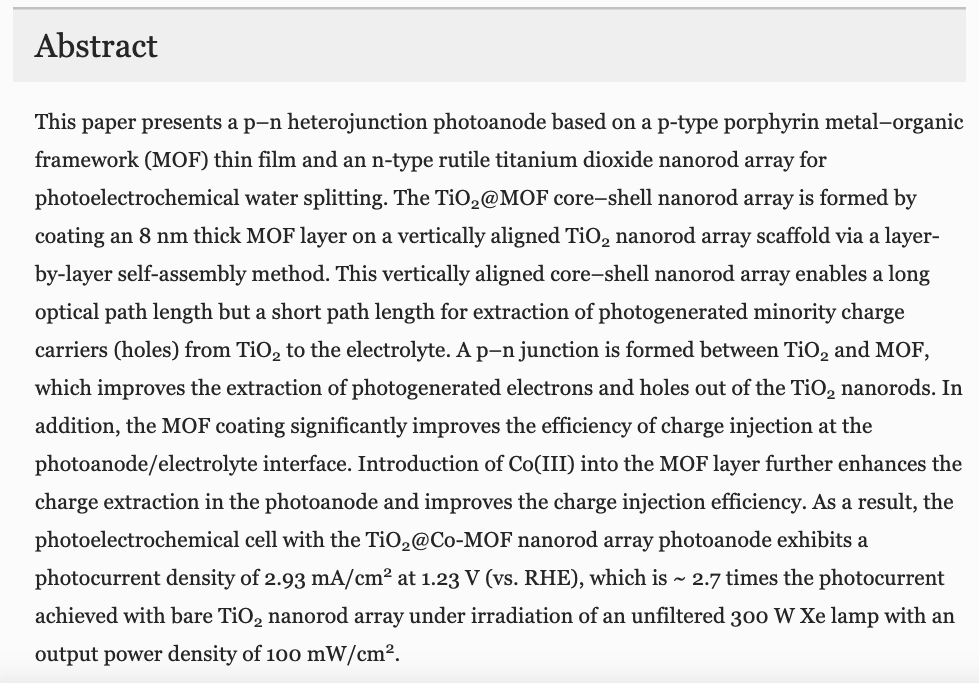 Abstract
This paper presents a p–n heterojunction photoanode based on a p-type porphyrin metal–organic
framework (MOF) thin film and an n-type rutile titanium dioxide nanorod array for
photoelectrochemical water splitting. The TiO₂@MOF core–shell nanorod array is formed by
coating an 8 nm thick MOF layer on a vertically aligned TiO₂ nanorod array scaffold via a layer-
by-layer self-assembly method. This vertically aligned core–shell nanorod array enables a long
optical path length but a short path length for extraction of photogenerated minority charge
carriers (holes) from TiO₂ to the electrolyte. A p–n junction is formed between TiO₂ and MOF,
which improves the extraction of photogenerated electrons and holes out of the TiO₂ nanorods. In
addition, the MOF coating significantly improves the efficiency of charge injection at the
photoanode/electrolyte interface. Introduction of Co(III) into the MOF layer further enhances the
charge extraction in the photoanode and improves the charge injection efficiency. As a result, the
photoelectrochemical cell with the TiO₂@Co-MOF nanorod array photoanode exhibits a
photocurrent density of 2.93 mA/cm² at 1.23 V (vs. RHE), which is ~ 2.7 times the photocurrent
achieved with bare TiO₂ nanorod array under irradiation of an unfiltered 300 W Xe lamp with an
output power density of 100 mW/cm².